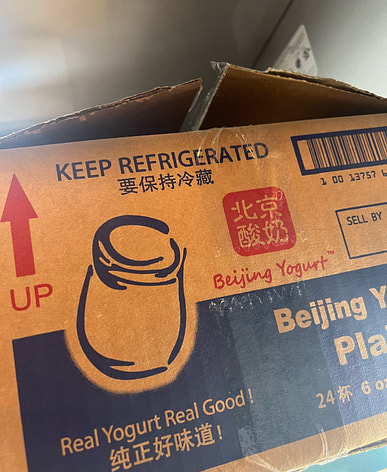 KEEP REFRIGERATED
要保持冷藏
1 00 13757 6
UP
北京
酸奶
Beijing Yogurt™
SELL BY
Beijing Y
Pla
24杯 6 o
Real Yogurt Real Good !
纯正好味道！